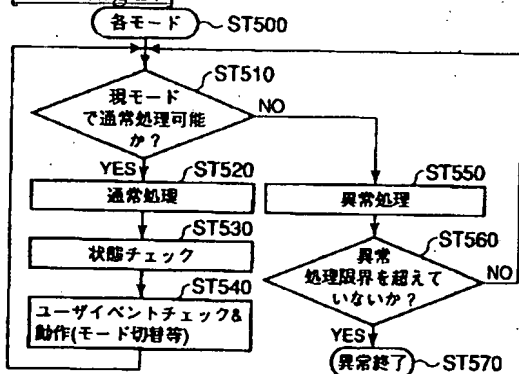 各モード
ST500
ST510
現モード
で通常処理可能
か？
NO
YES
ST520
通常処理
ST530
状態チェック
ST540
ユーザイベントチェック&
動作(モード切替等)
ST550
異常処理
ST560
異常
処理限界を超えて
いないか？
NO
YES
異常終了
ST570